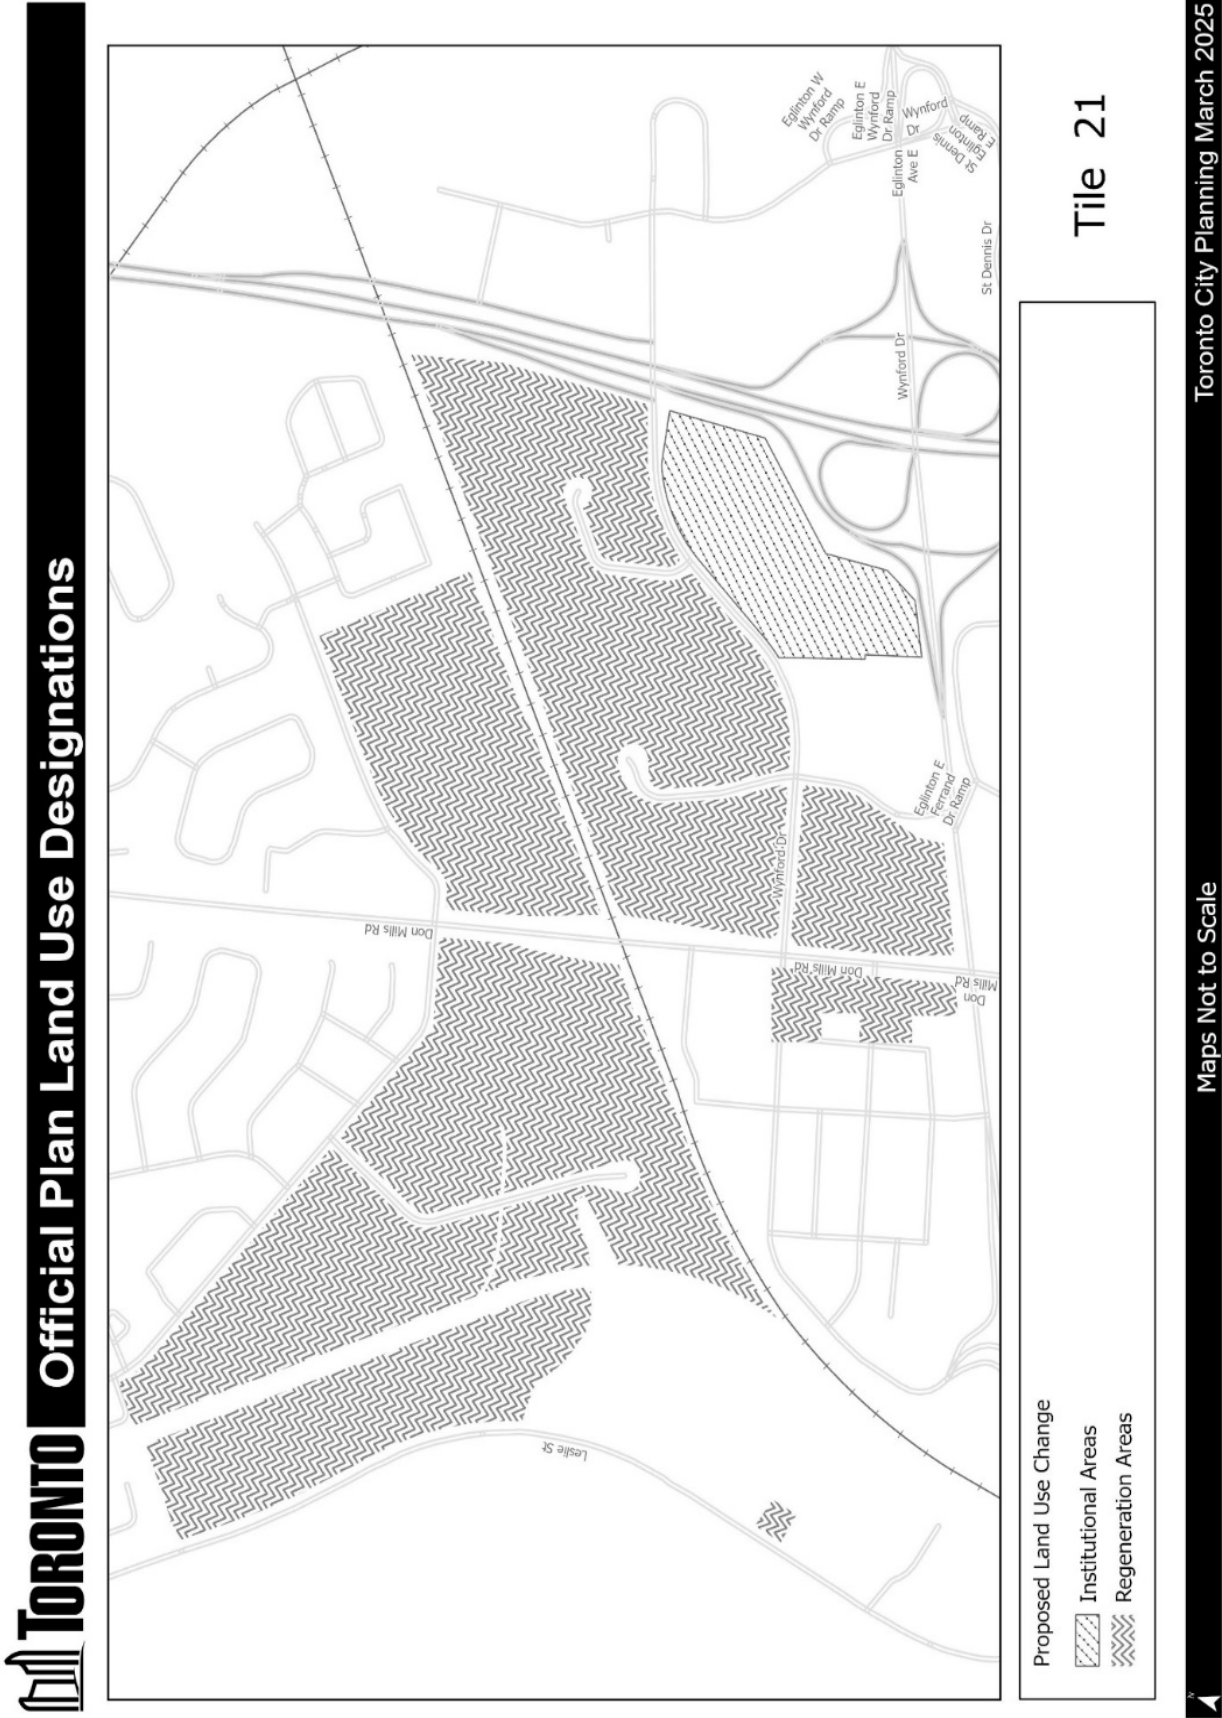 TORONTO
Official Plan Land Use Designations
Eglinton W
Wynford
Dr Ramp
Eglinton E
Wynford
Dr Ramp
Wynford
Dr
St Dennis
Eglinton
E Ramp
Eglinton
Ave E
St Dennis Dr
Wynford Dr
Eglinton E
Ferrand
Dr Ramp
Wynford Dr
Don Mills Rd
Don Mills Rd
Don
Mills Rd
Leslie St
Proposed Land Use Change
Institutional Areas
Regeneration Areas
Tile 21
N
Maps Not to Scale
Toronto City Planning March 2025